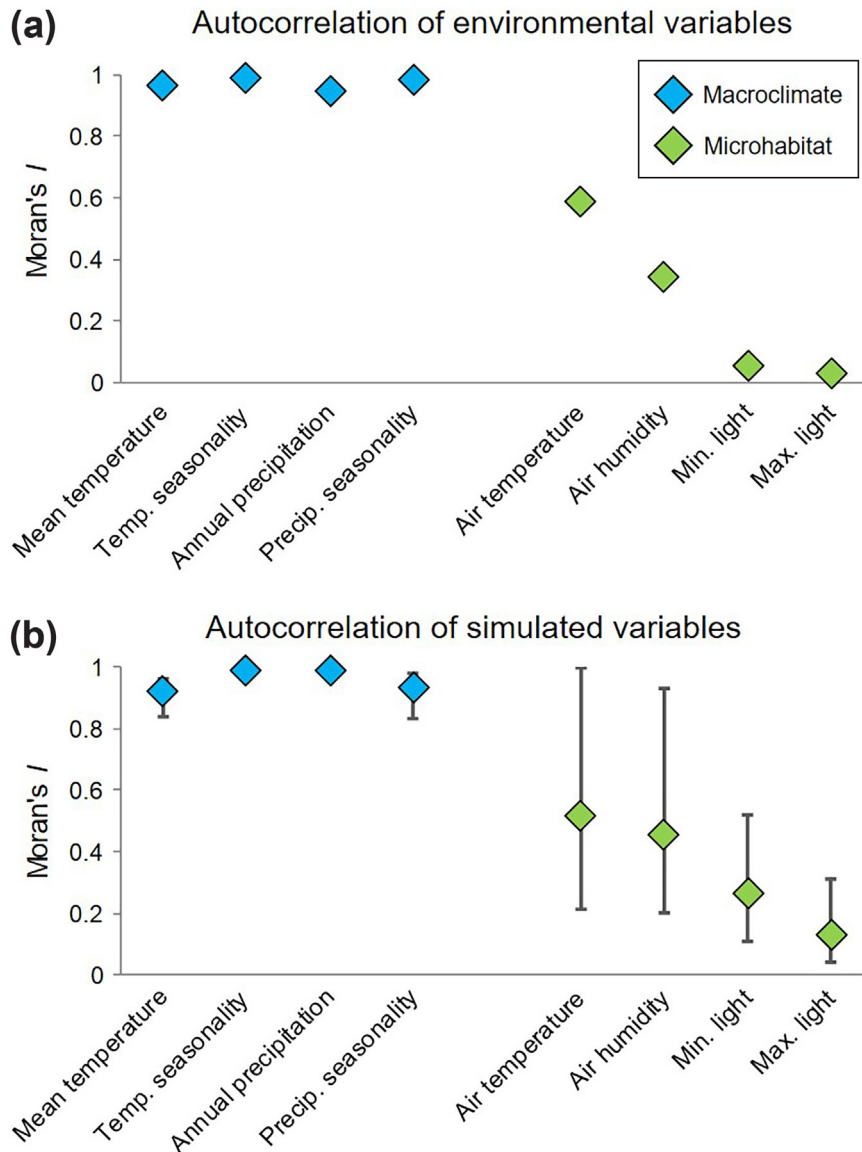 (a)
Autocorrelation of environmental variables
1
0.8
0.6
0.4
0.2
0
Moran's I
Macroclimate
Microhabitat
Mean temperature
Temp. seasonality
Annual precipitation
Precip. seasonality
Air temperature
Air humidity
Min. light
Max. light
(b)
Autocorrelation of simulated variables
1
0.8
0.6
0.4
0.2
0
Moran's I
Mean temperature
Temp. seasonality
Annual precipitation
Precip. seasonality
Air temperature
Air humidity
Min. light
Max. light